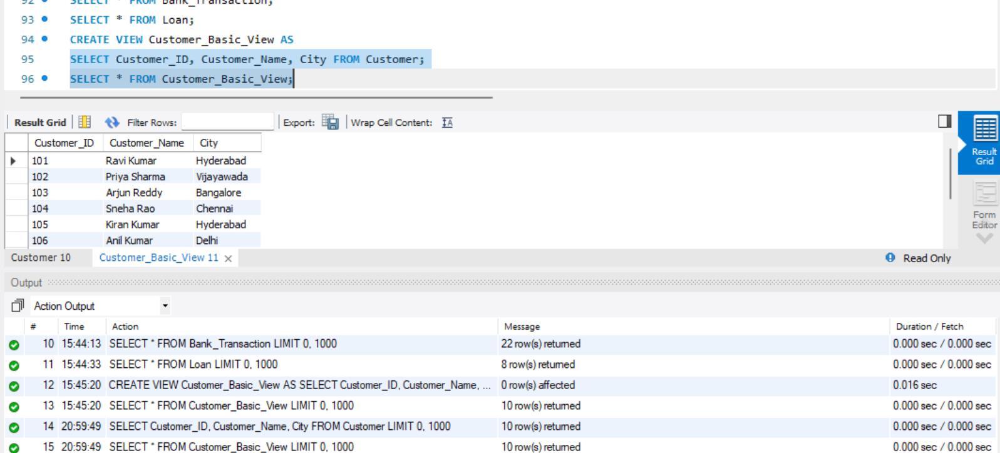 92 SELECT * FROM Bank_Transaction;
93 SELECT * FROM Loan;
94 CREATE VIEW Customer_Basic_View AS
95 SELECT Customer_ID, Customer_Name, City FROM Customer;
96 SELECT * FROM Customer_Basic_View;
Result Grid Filter Rows: Export: Wrap Cell Content: IA
Result Grid
Form Editor
Customer_ID Customer_Name City
101 Ravi Kumar Hyderabad
102 Priya Sharma Vijayawada
103 Arjun Reddy Bangalore
104 Sneha Rao Chennai
105 Kiran Kumar Hyderabad
106 Anil Kumar Delhi
Customer 10 Customer_Basic_View 11 Read Only
Output
Action Output
# Time Action Message Duration / Fetch
10 15:44:13 SELECT * FROM Bank_Transaction LIMIT 0, 1000 22 row(s) returned 0.000 sec / 0.000 sec
11 15:44:33 SELECT * FROM Loan LIMIT 0, 1000 8 row(s) returned 0.000 sec / 0.000 sec
12 15:45:20 CREATE VIEW Customer_Basic_View AS SELECT Customer_ID, Customer_Name, ... 0 row(s) affected 0.016 sec
13 15:45:20 SELECT * FROM Customer_Basic_View LIMIT 0, 1000 10 row(s) returned 0.000 sec / 0.000 sec
14 20:59:49 SELECT Customer_ID, Customer_Name, City FROM Customer LIMIT 0, 1000 10 row(s) returned 0.000 sec / 0.000 sec
15 20:59:49 SELECT * FROM Customer_Basic_View LIMIT 0, 1000 10 row(s) returned 0.000 sec / 0.000 sec